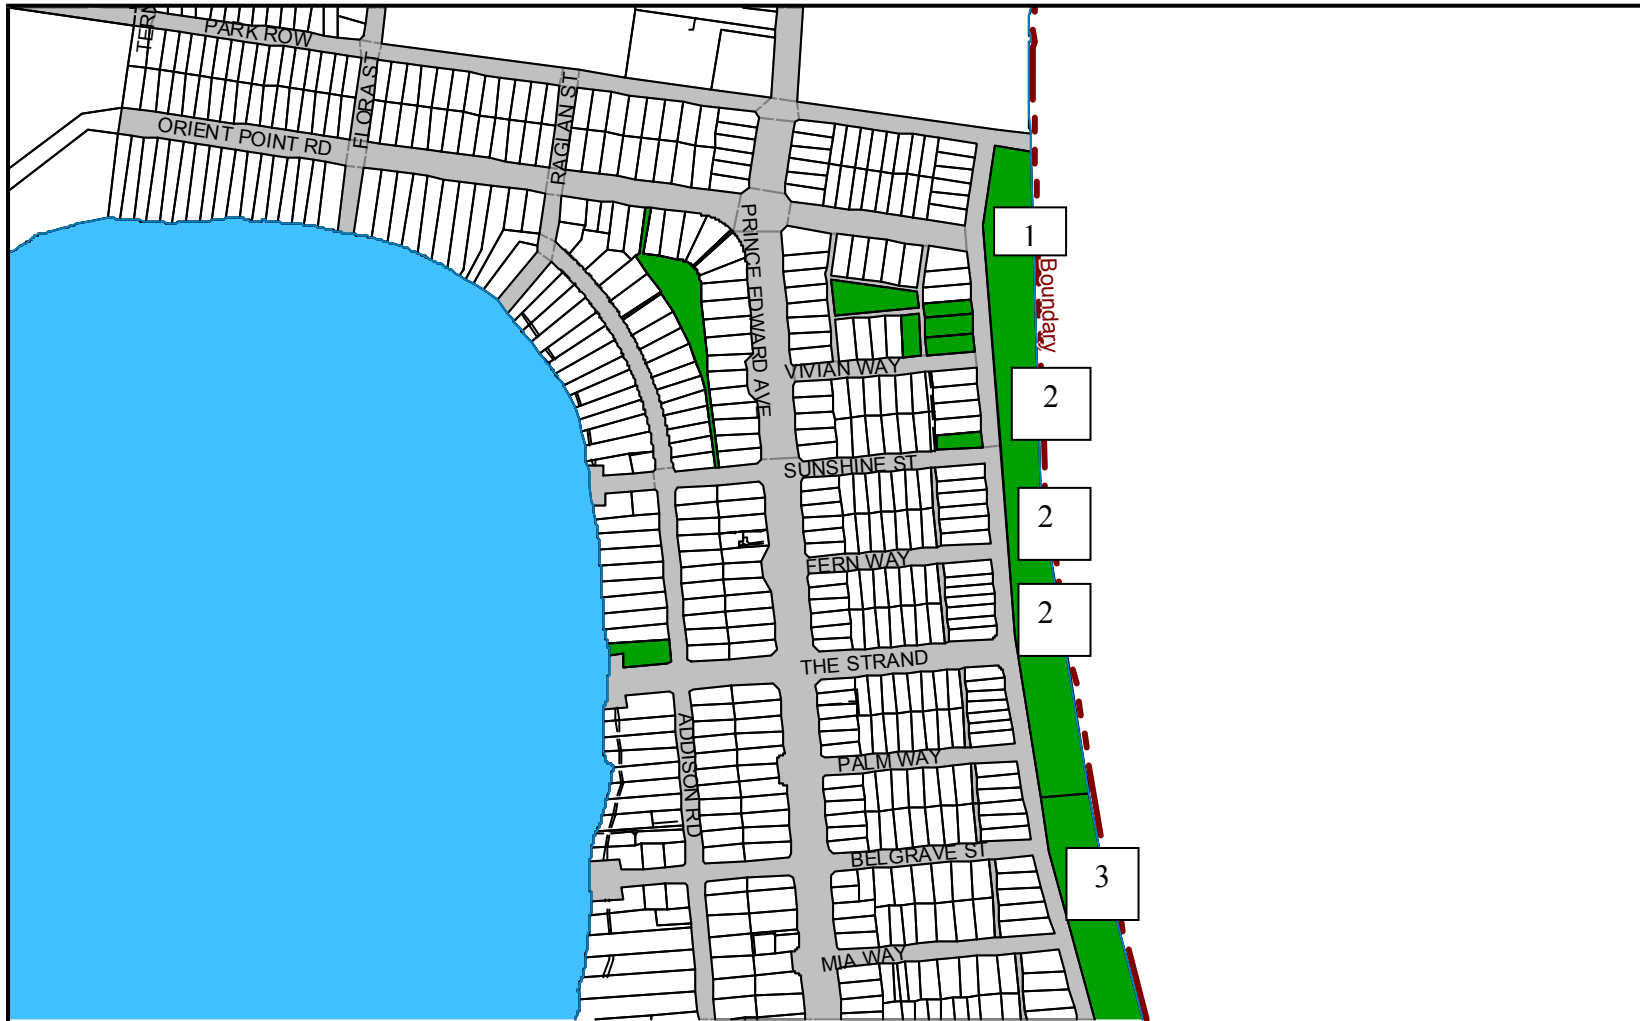 TERN
PARK ROW
FLORA ST
ORIENT POINT RD
RAGLAN ST
PRINCE EDWARD AVE
1
Boundary
VIVIAN WAY
2
SUNSHINE ST
2
FERN WAY
2
THE STRAND
ADDISON RD
PALM WAY
BELGRAVE ST
3
MIA WAY